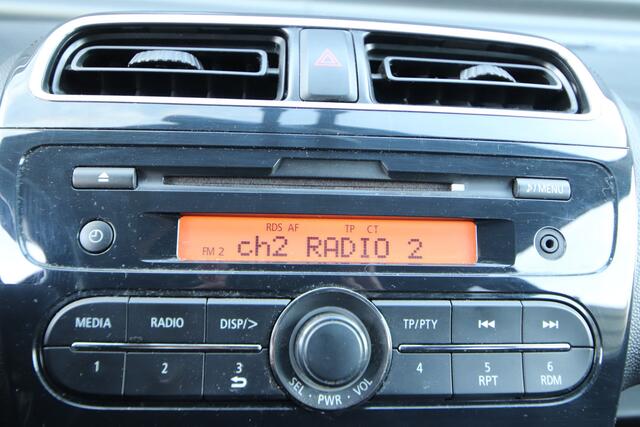 ♪/MENU
RDS AF TP CT
FM 2 ch2 RADIO 2
MEDIA RADIO DISP/> TP/PTY
1 2 3 4 5 6
RPT RDM
SEL • PWR • VOL